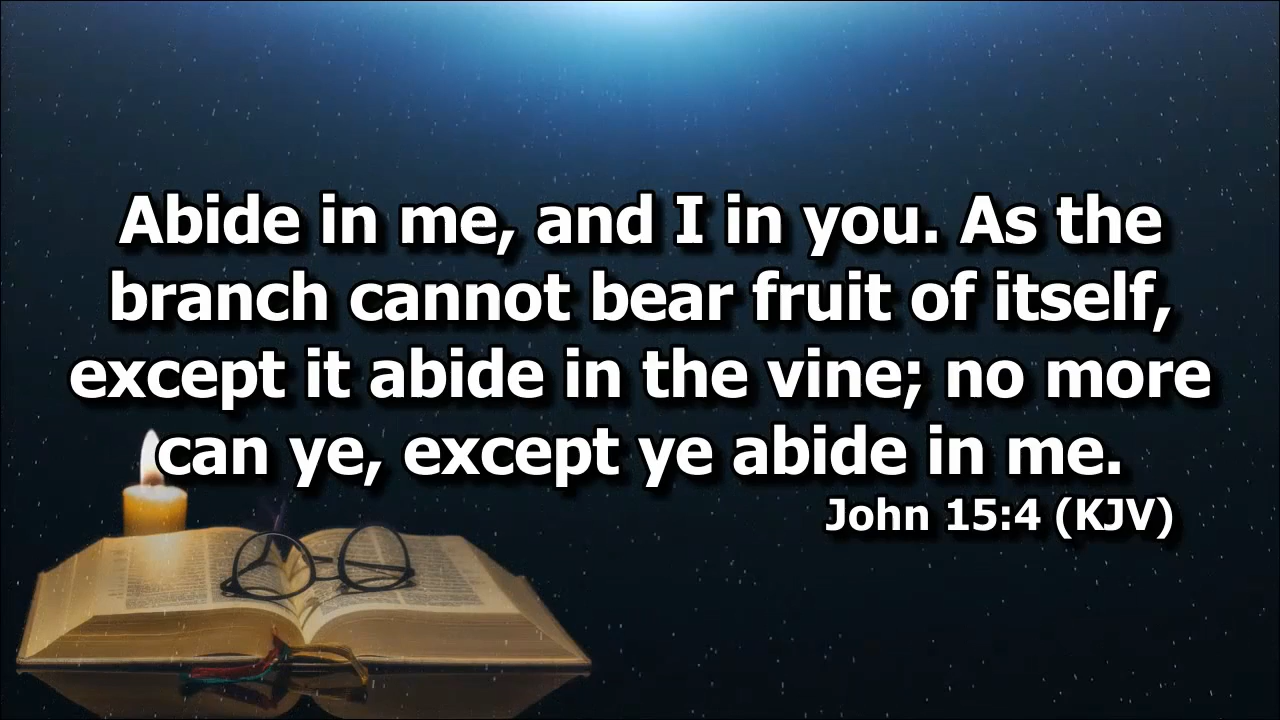 Abide in me, and I in you. As the
branch cannot bear fruit of itself,
except it abide in the vine; no more
can ye, except ye abide in me.
John 15:4 (KJV)